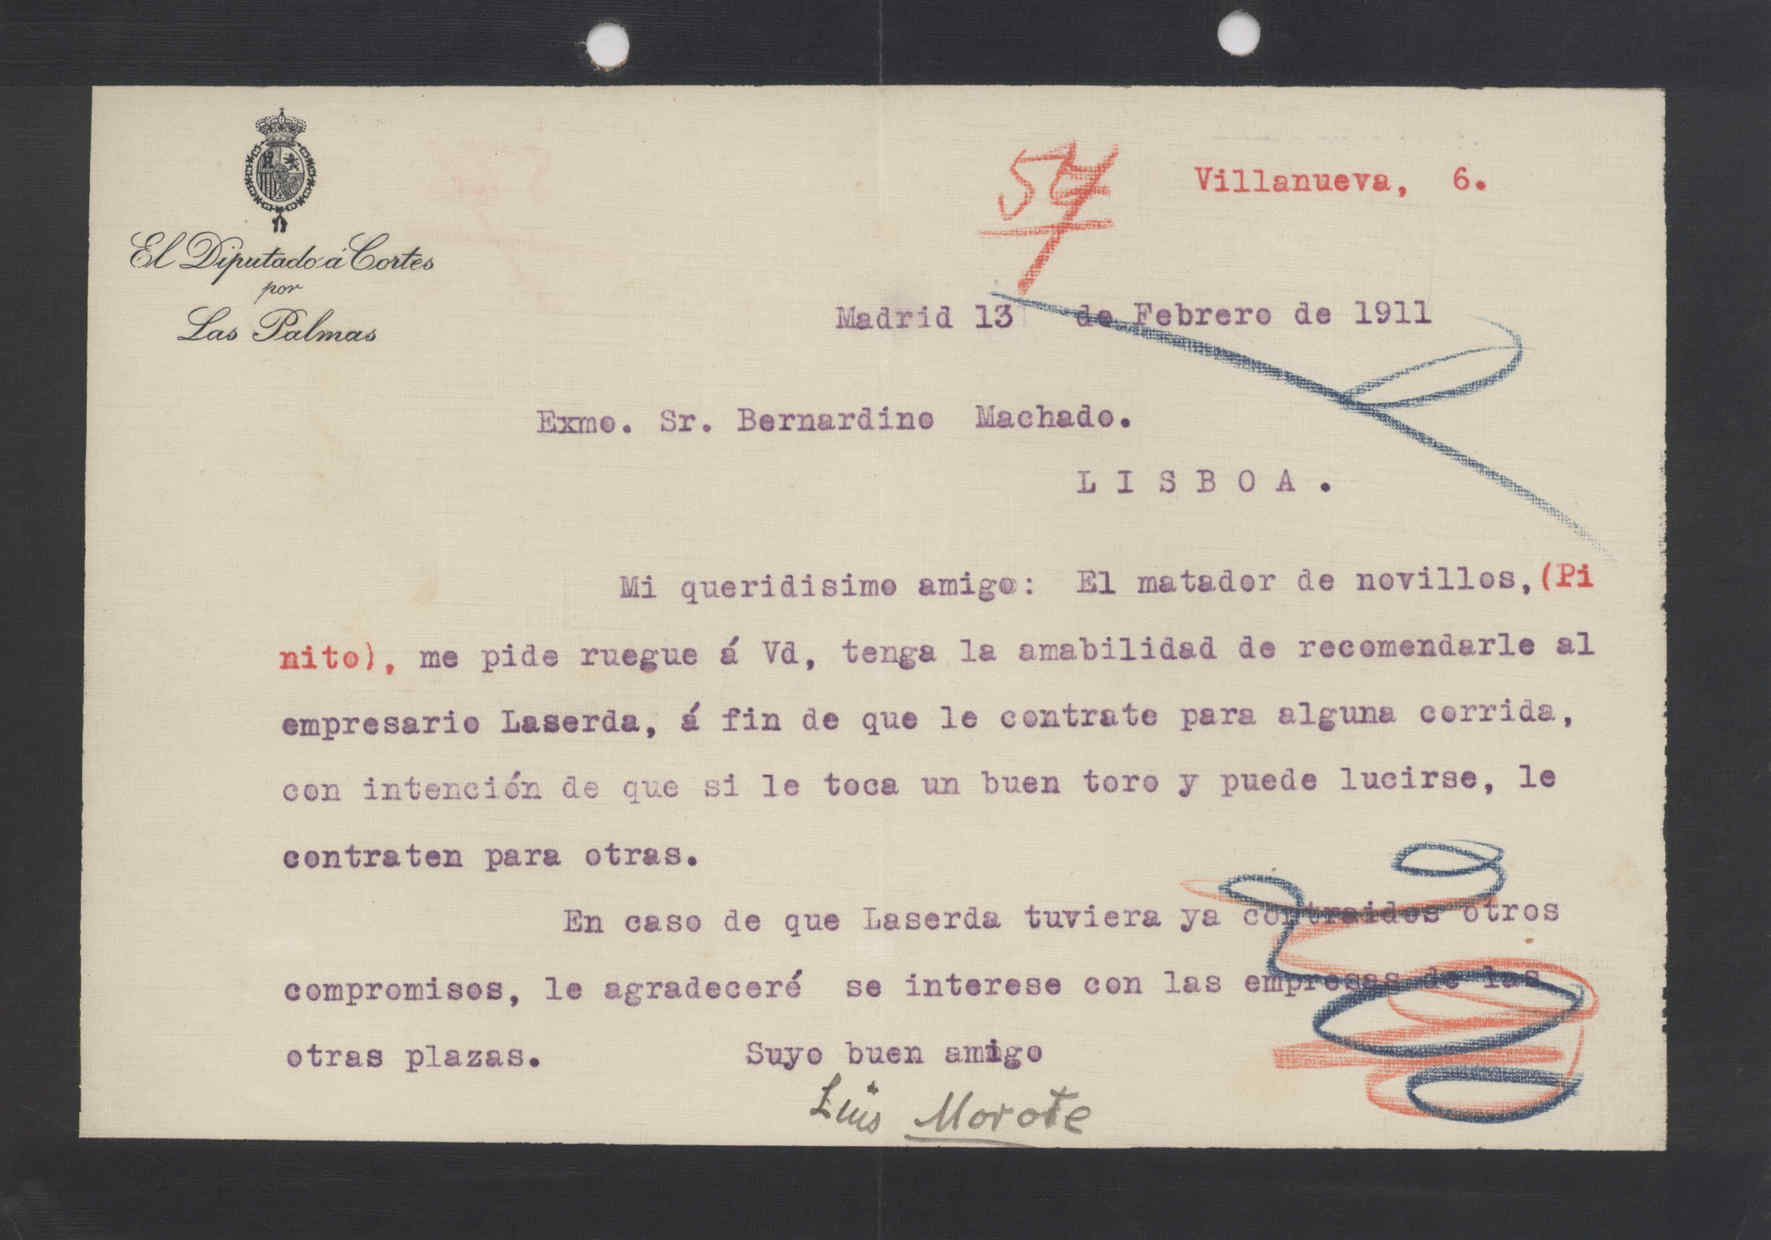 El Diputado á Cortes
por
Las Palmas
54
Villanueva, 6.
Madrid 13 de Febrero de 1911
Exmo. Sr. Bernardino Machado.
LISBOA.
Mi queridisimo amigo: El matador de novillos, (Pi
nito), me pide ruegue á Vd, tenga la amabilidad de recomendarle al
empresario Laserda, á fin de que le contrate para alguna corrida,
con intención de que si le toca un buen toro y puede lucirse, le
contraten para otras.
En caso de que Laserda tuviera ya contraidos otros
compromisos, le agradeceré se interese con las empresas de las
otras plazas. Suyo buen amigo
Luis Morote